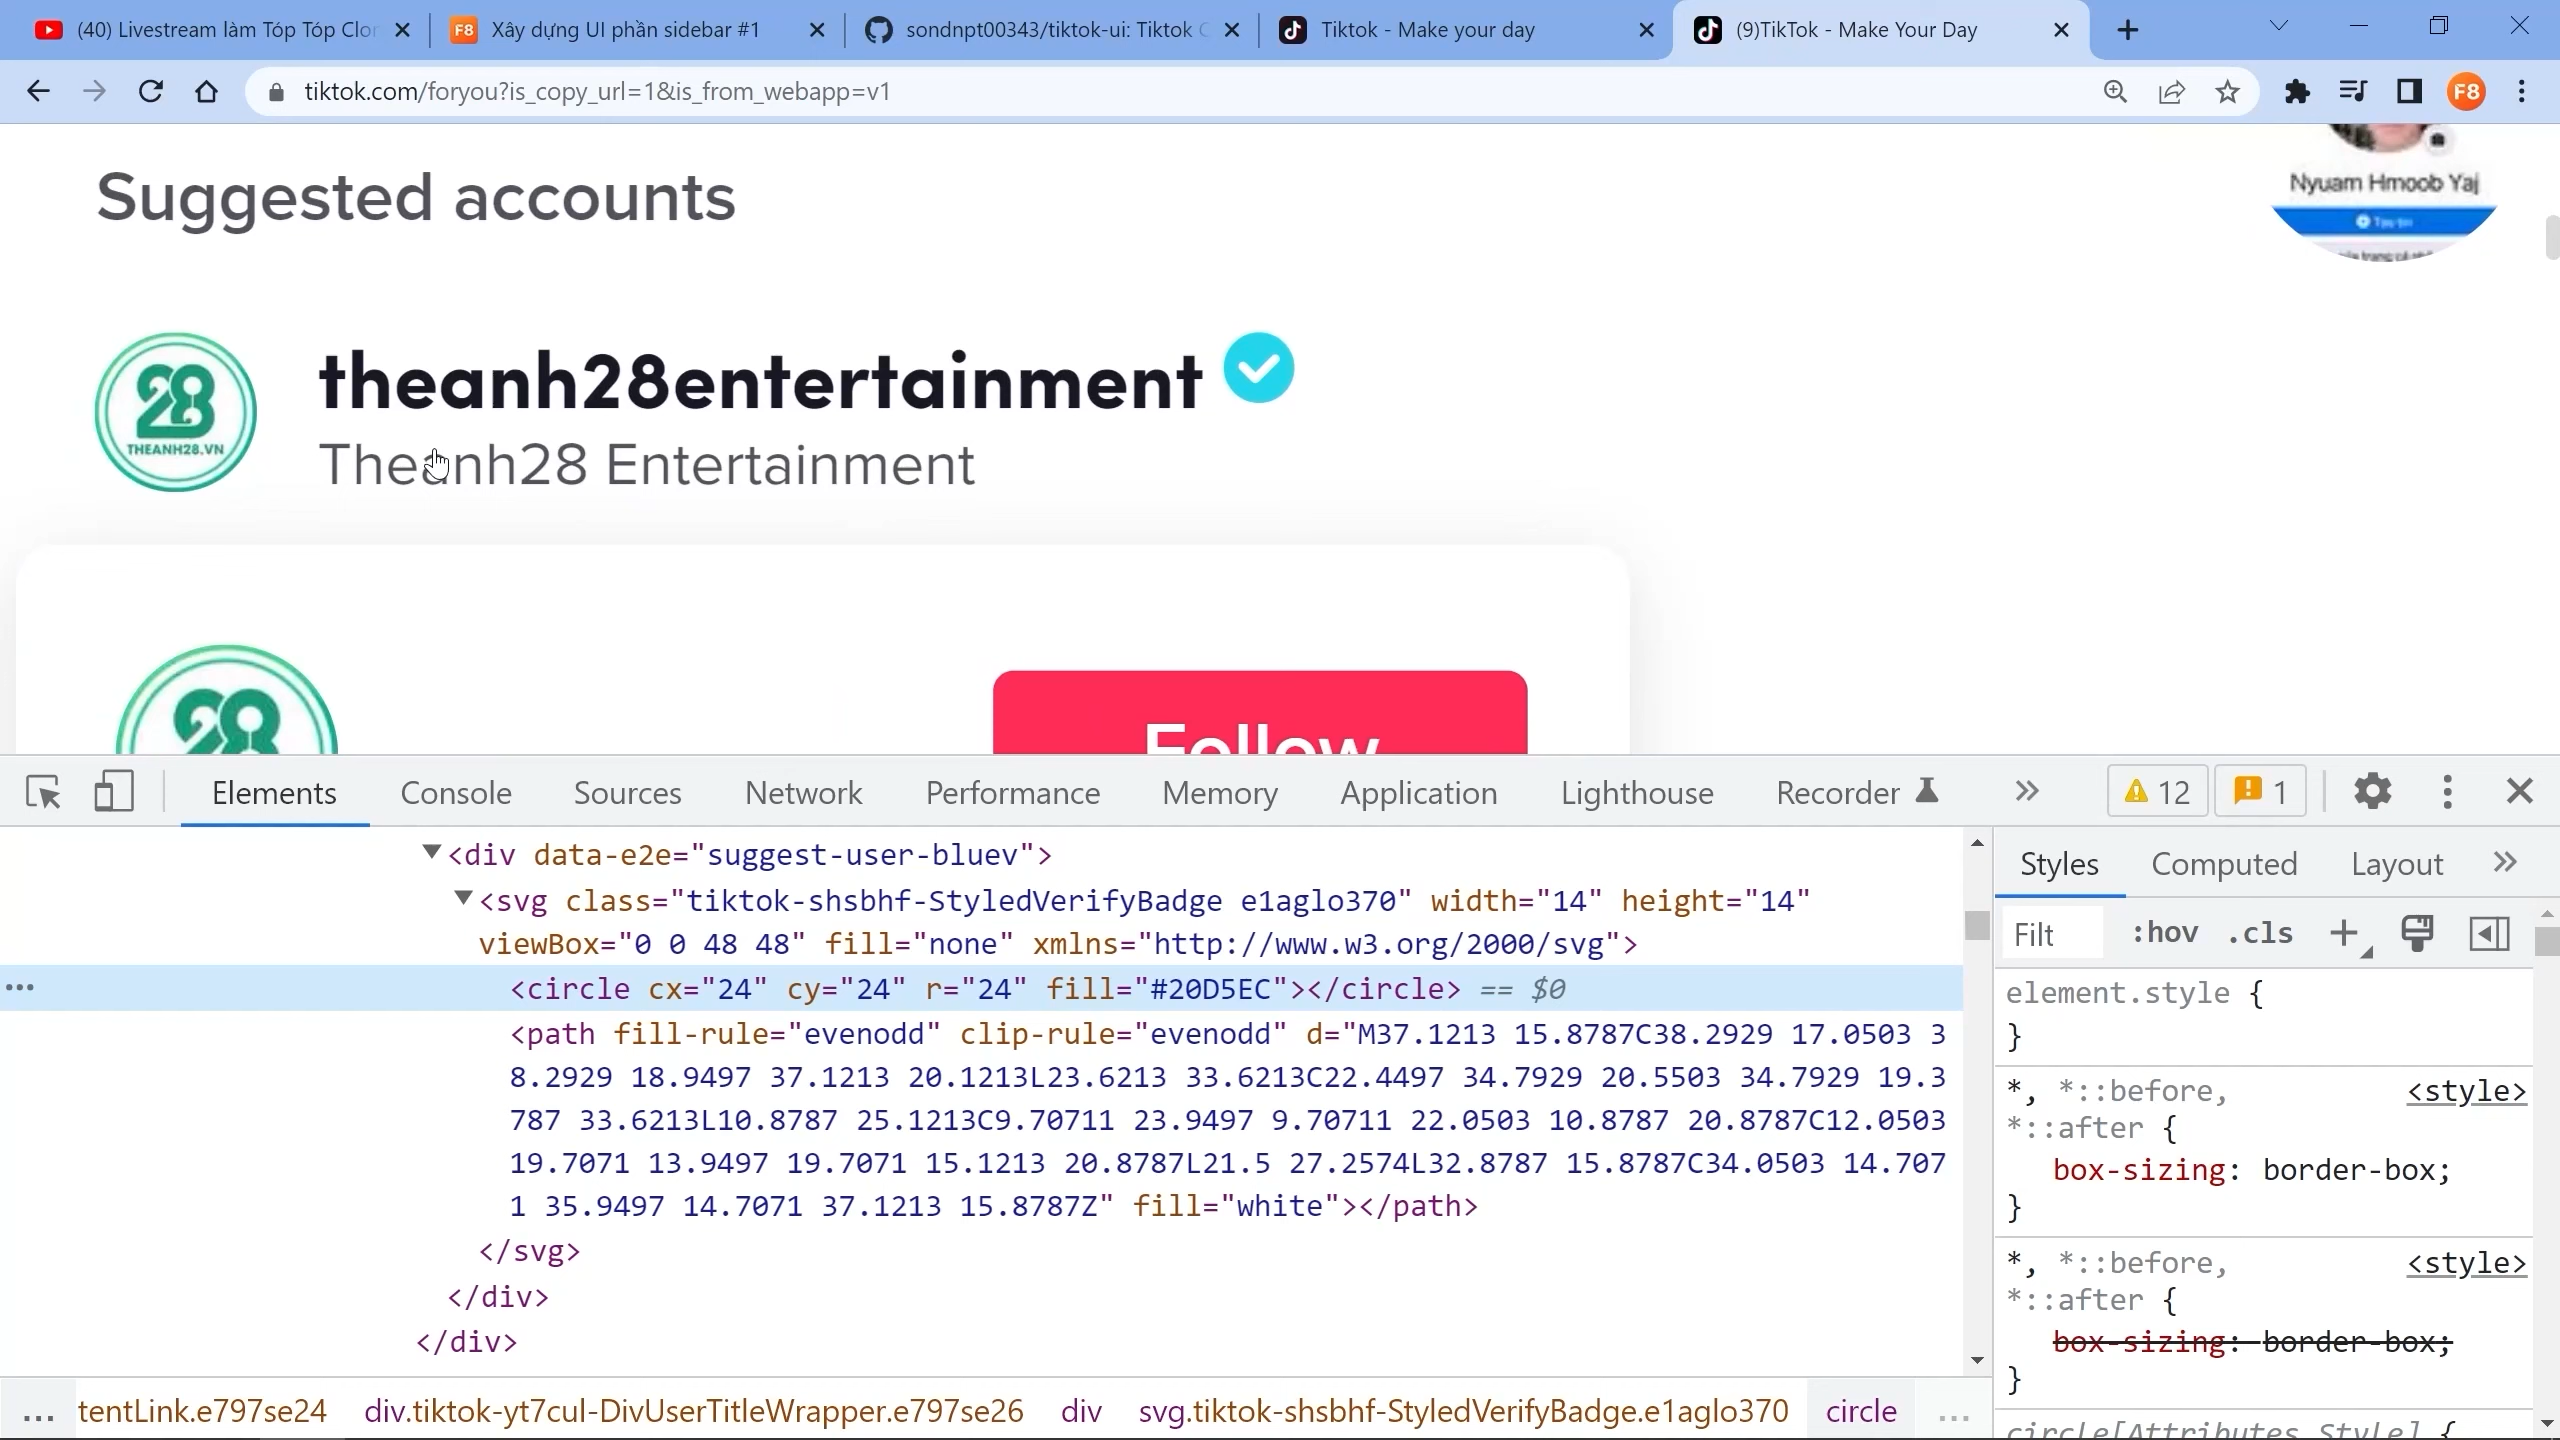 (40) Livestream làm Tóp Tóp Clor
Xây dựng UI phần sidebar #1
sondnpt00343/tiktok-ui: Tiktok C
Tiktok - Make your day
(9)TikTok - Make Your Day
tiktok.com/foryou?is_copy_url=1&is_from_webapp=v1
F8
Suggested accounts
Nyuam Hmoob Yaj
28
THEANH28.VN
theanh28entertainment
Theanh28 Entertainment
28
Follow
Elements
Console
Sources
Network
Performance
Memory
Application
Lighthouse
Recorder
12
1
<div data-e2e="suggest-user-bluev">
<svg class="tiktok-shsbhf-StyledVerifyBadge e1aglo370" width="14" height="14"
viewBox="0 0 48 48" fill="none" xmlns="http://www.w3.org/2000/svg">
<circle cx="24" cy="24" r="24" fill="#20D5EC"></circle> == $0
<path fill-rule="evenodd" clip-rule="evenodd" d="M37.1213 15.8787C38.2929 17.0503 3
8.2929 18.9497 37.1213 20.1213L23.6213 33.6213C22.4497 34.7929 20.5503 34.7929 19.3
787 33.6213L10.8787 25.1213C9.70711 23.9497 9.70711 22.0503 10.8787 20.8787C12.0503
19.7071 13.9497 19.7071 15.1213 20.8787L21.5 27.2574L32.8787 15.8787C34.0503 14.707
1 35.9497 14.7071 37.1213 15.8787Z" fill="white"></path>
</svg>
</div>
</div>
... tentLink.e797se24 div.tiktok-yt7cul-DivUserTitleWrapper.e797se26 div svg.tiktok-shsbhf-StyledVerifyBadge.e1aglo370 circle ...
Styles
Computed
Layout
Filt
:hov
.cls
element.style {
}
*, *::before, <style>
*::after {
box-sizing: border-box;
}
*, *::before, <style>
*::after {
box-sizing: border-box;
}
circle[Attributes Style] {